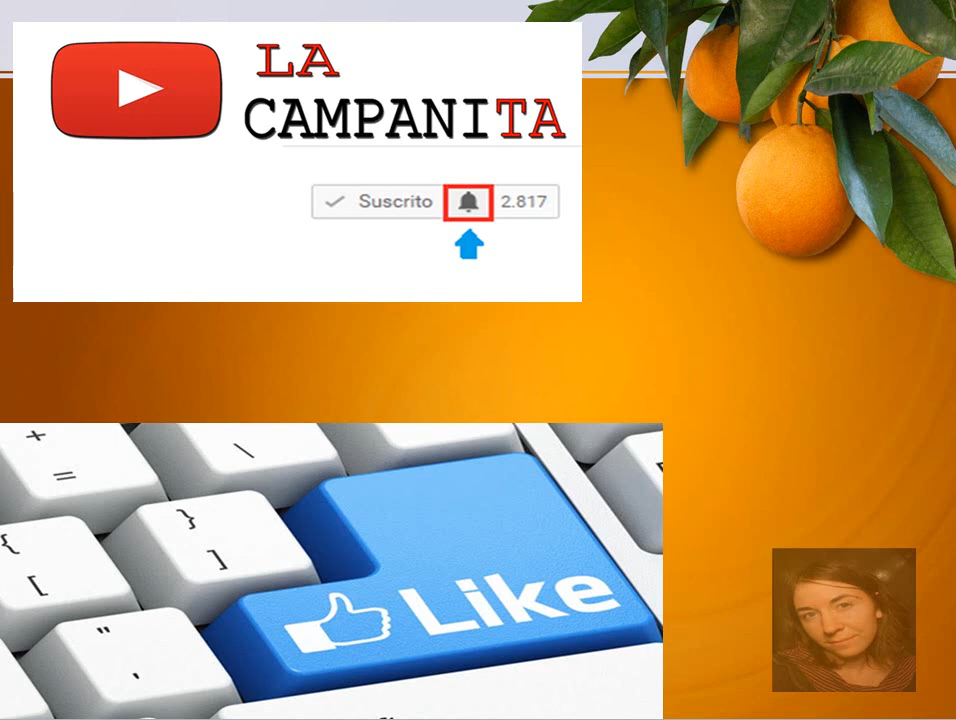 LA
CAMPANITA
Suscrito 2.817
+
=
\
}
]
{
[
"
,
Like